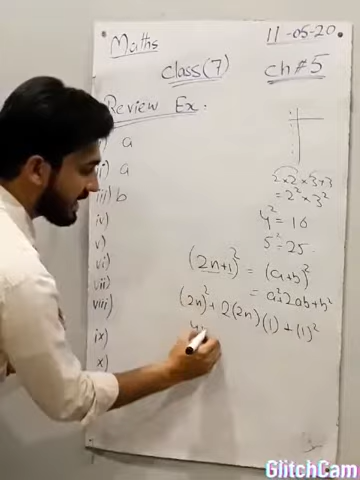 Maths
11-05-20.
class(7)
ch#5
Review Ex.
a
ii) a
iii) b
iv)
v)
vi)
vii)
viii)
ix)
x)
2×2×3×3
= 2²×3²
4² = 16
5² = 25
(2n+1)² = (a+b)²
= a²+2ab+b²
(2n)² + 2(2n)(1) + (1)²
4
GlitchCam